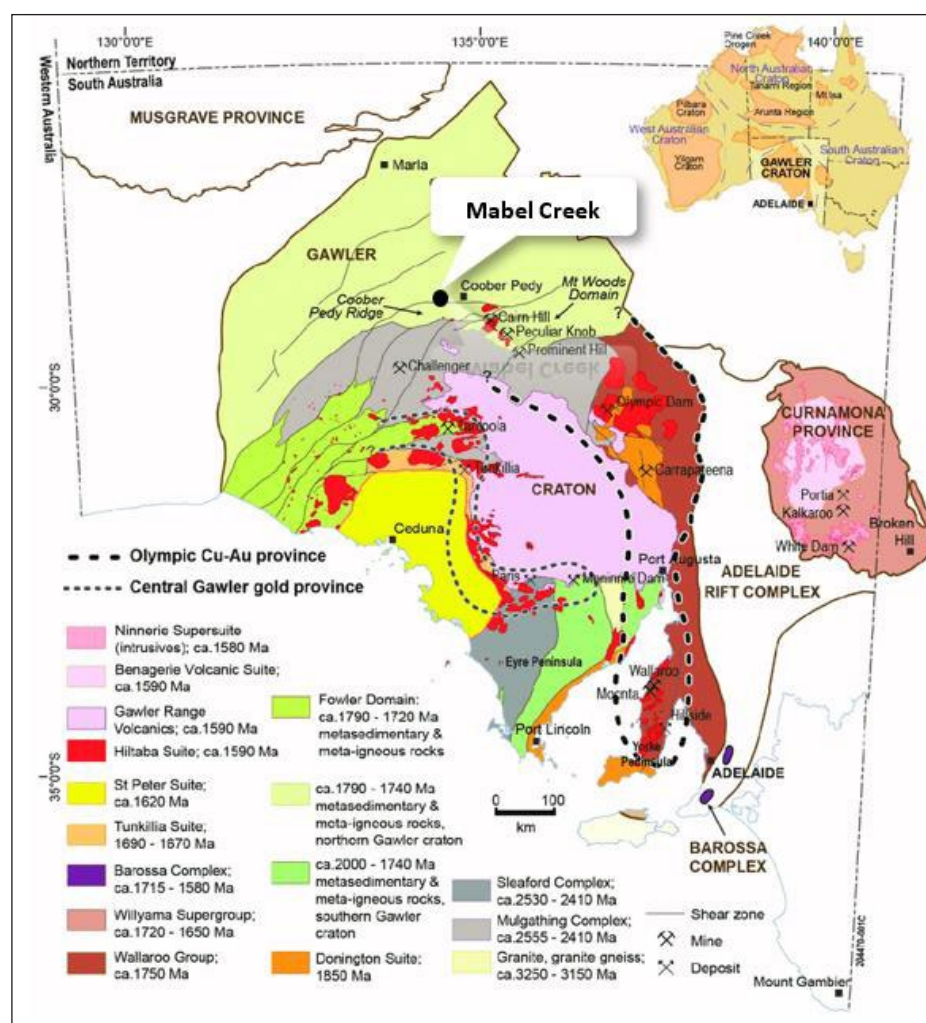 130°0'0"E
135°0'0"E
140°0'0"E
Northern Territory
South Australia
Western Australia
MUSGRAVE PROVINCE
Marla
Pine Creek
Orogen
North Australian
Craton
Tanami Region
Mt Isa
Pilbara
Craton
Arunta Region
West Australian
Craton
South Australian
Craton
Yilgarn
Craton
GAWLER
CRATON
ADELAIDE
Mabel Creek
GAWLER
Coober Pedy
Mt Woods
Domain
Coober
Pedy Ridge
?
Cairn Hill
Peculiar Knob
Prominent Hill
Mabel Creek
Challenger
?
30°0'0"S
Olympic Dam
CURNAMONA
PROVINCE
Tarcoola
?
Tunkillia
Carrapateena
CRATON
Portia
Kalkaroo
Broken
Hill
White Dam
Ceduna
Port Augusta
ADELAIDE
RIFT COMPLEX
Olympic Cu-Au province
Central Gawler gold province
Paris
Menninnie Dam
Eyre Peninsula
Wallaroo
Moonta
Hillside
Port Lincoln
Yorke
Peninsula
ADELAIDE
35°0'0"S
0 100
km
BAROSSA
COMPLEX
Ninnerie Supersuite
(intrusives); ca.1580 Ma
Benagerie Volcanic Suite;
ca.1590 Ma
Gawler Range
Volcanics; ca.1590 Ma
Hiltaba Suite; ca.1590 Ma
St Peter Suite;
ca.1620 Ma
Tunkillia Suite;
1690 - 1670 Ma
Barossa Complex;
ca.1715 - 1580 Ma
Willyama Supergroup;
ca.1720 - 1650 Ma
Wallaroo Group;
ca.1750 Ma
Fowler Domain:
ca.1790 - 1720 Ma
metasedimentary &
meta-igneous rocks
ca.1790 - 1740 Ma
metasedimentary &
meta-igneous rocks,
northern Gawler craton
ca.2000 - 1740 Ma
metasedimentary &
meta-igneous rocks,
southern Gawler
craton
Donington Suite:
1850 Ma
Sleaford Complex;
ca.2530 - 2410 Ma
Mulgathing Complex;
ca.2555 - 2410 Ma
Granite, granite gneiss;
ca.3250 - 3150 Ma
Shear zone
Mine
Deposit
204470-001C
Mount Gambier